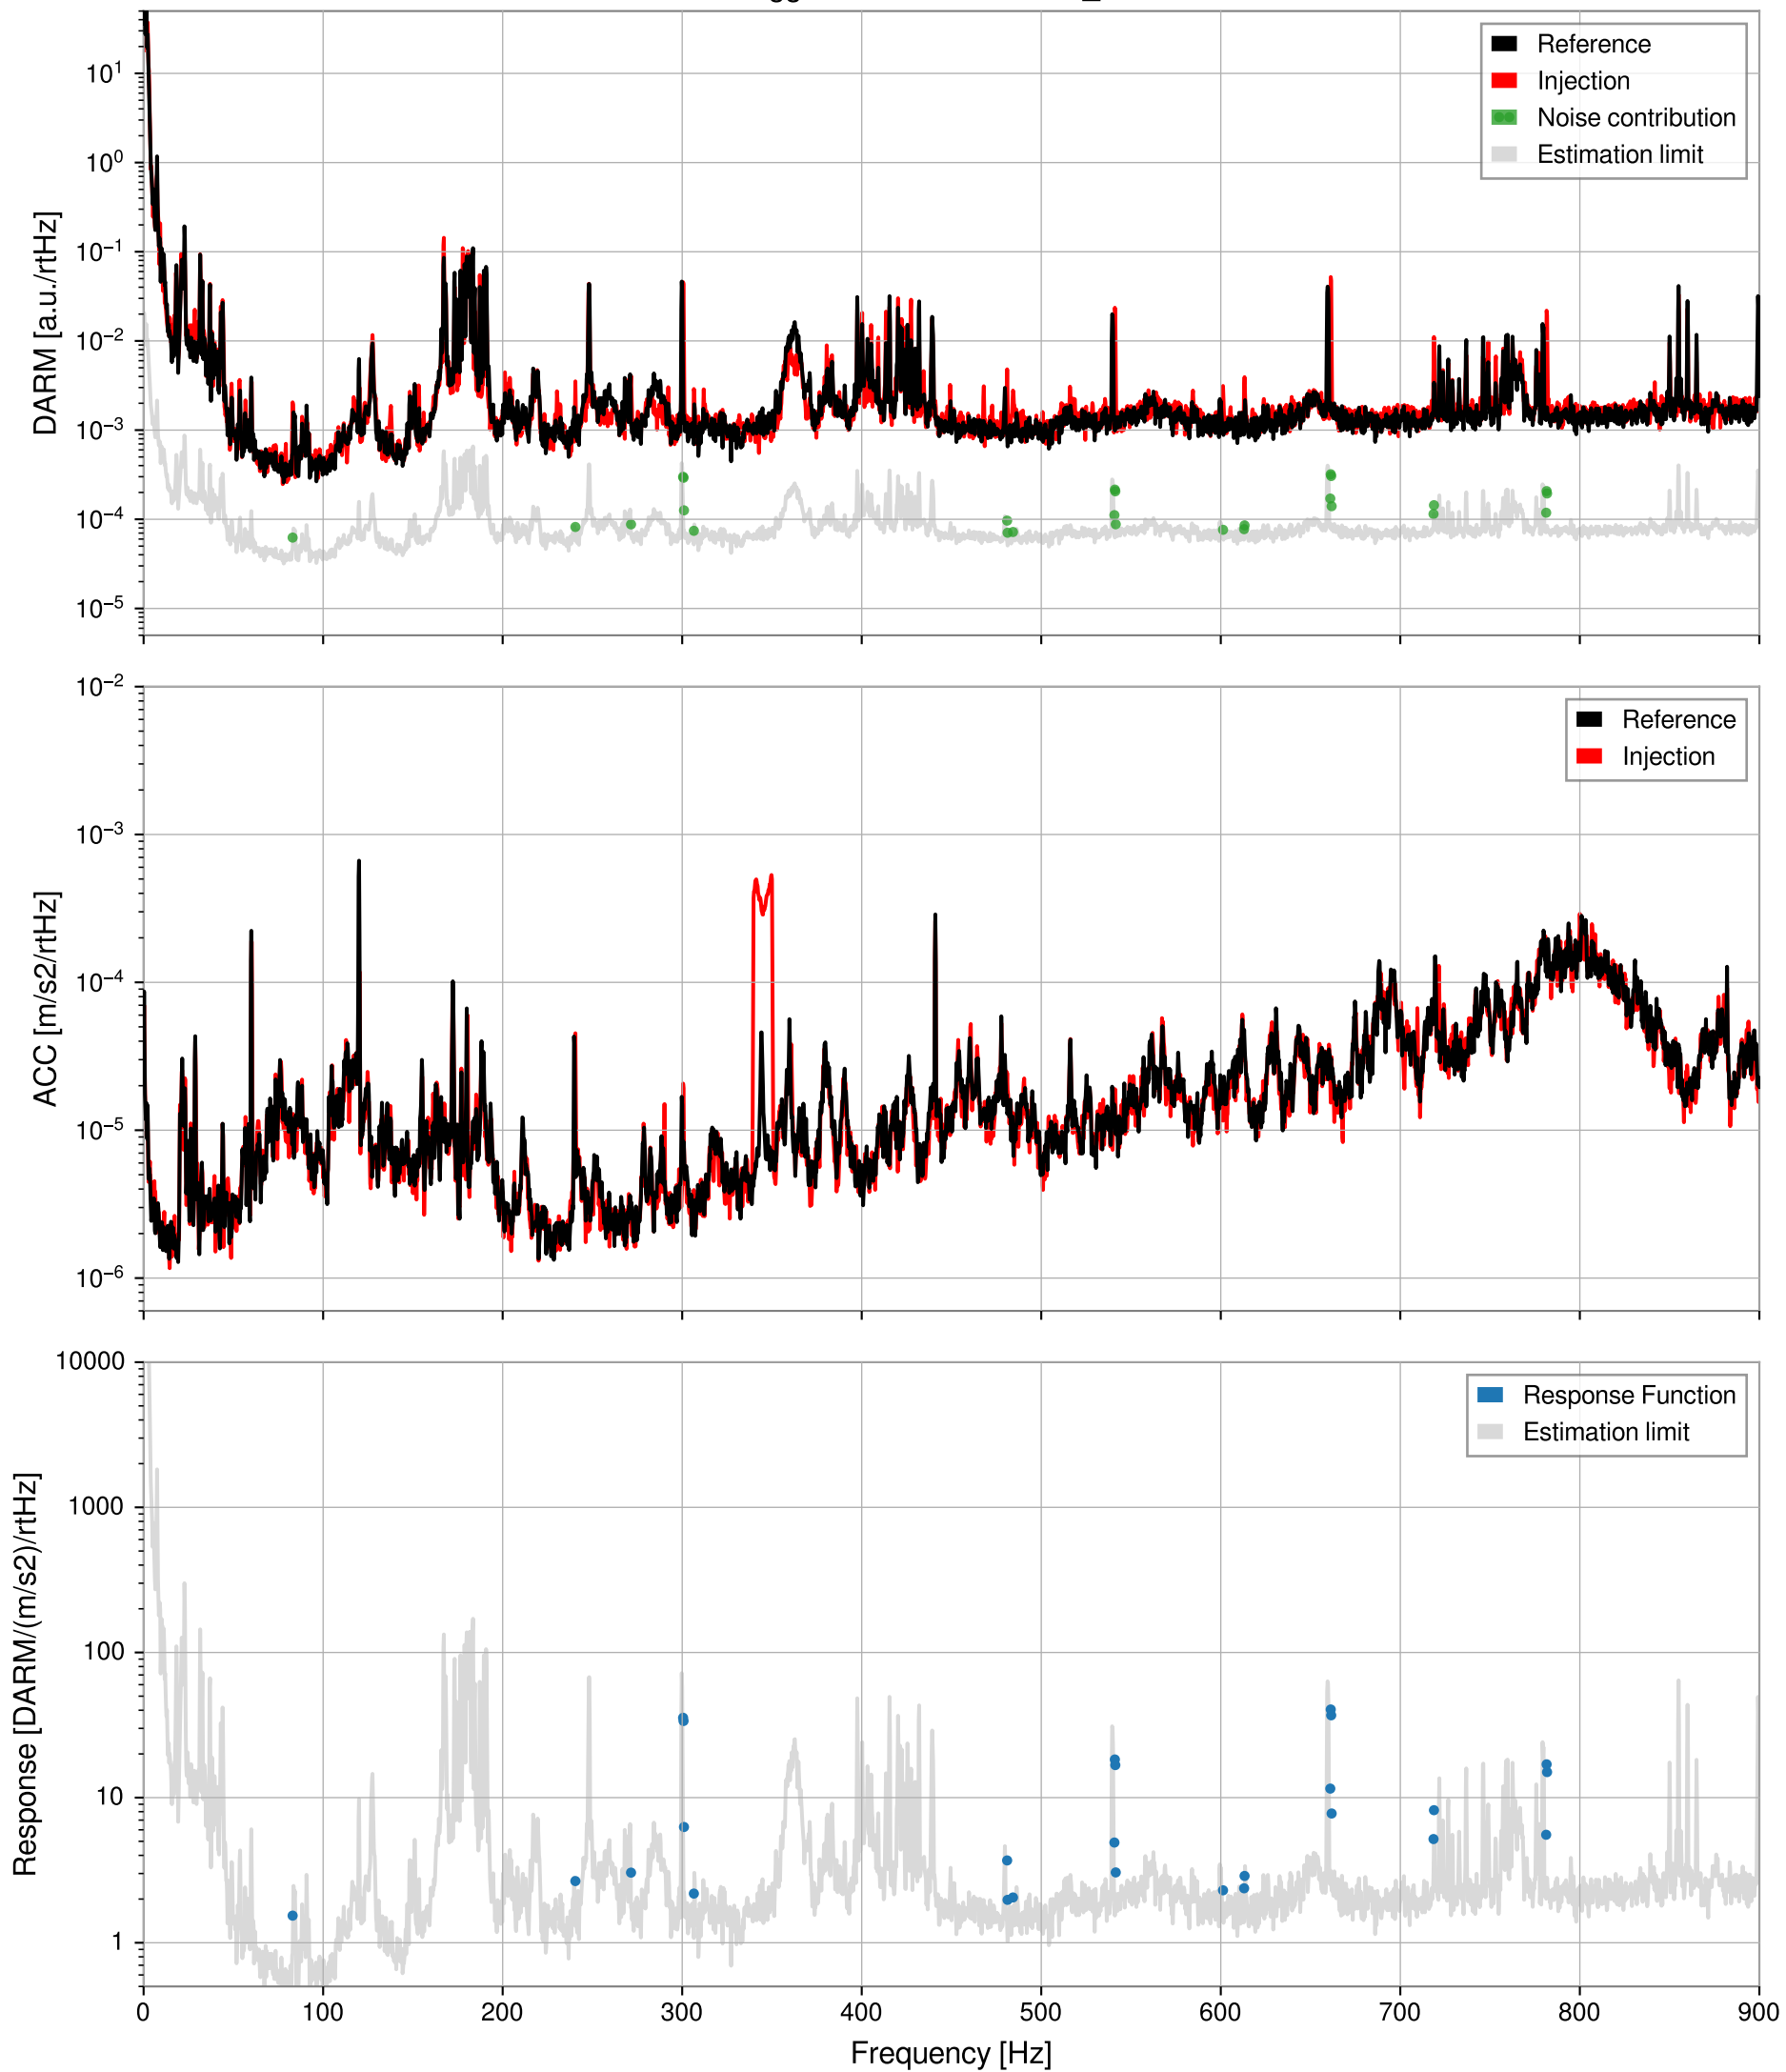 Reference
Injection
Noise contribution
Estimation limit
DARM [a.u./rtHz]
10¹
10⁰
10⁻¹
10⁻²
10⁻³
10⁻⁴
10⁻⁵
Reference
Injection
ACC [m/s2/rtHz]
10⁻²
10⁻³
10⁻⁴
10⁻⁵
10⁻⁶
Response Function
Estimation limit
Response [DARM/(m/s2)/rtHz]
10000
1000
100
10
1
0 100 200 300 400 500 600 700 800 900
Frequency [Hz]